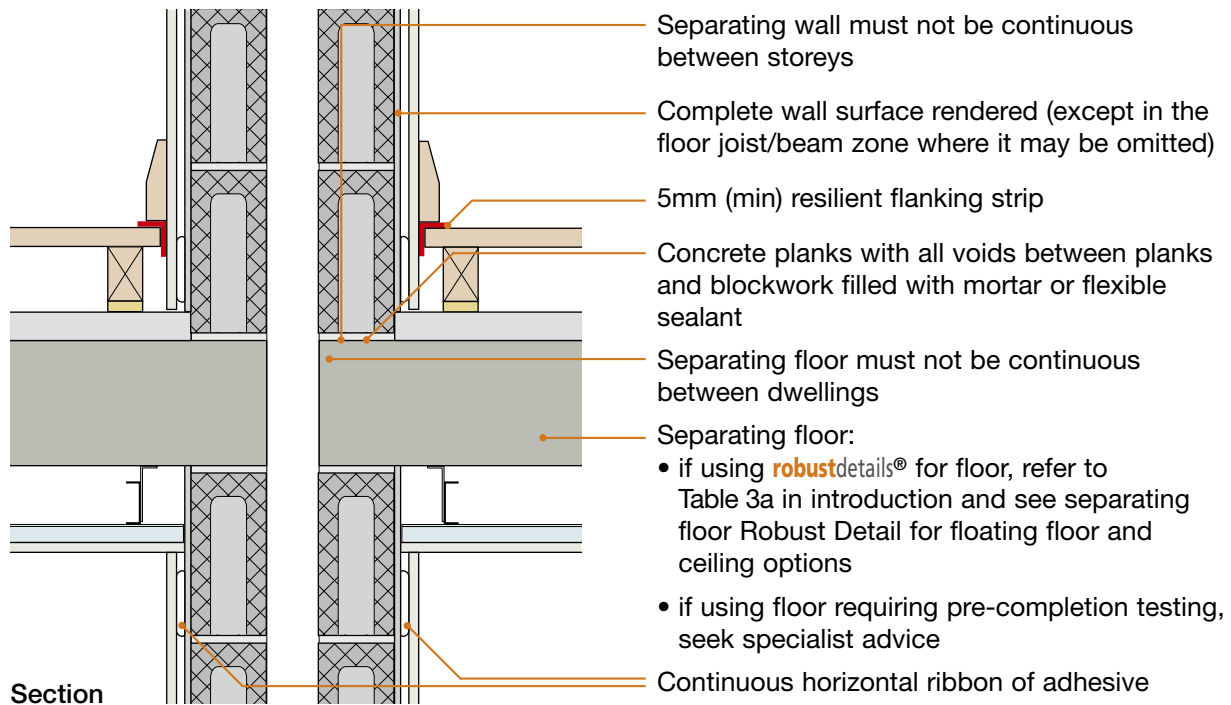 Separating wall must not be continuous
between storeys
Complete wall surface rendered (except in the
floor joist/beam zone where it may be omitted)
5mm (min) resilient flanking strip
Concrete planks with all voids between planks
and blockwork filled with mortar or flexible
sealant
Separating floor must not be continuous
between dwellings
Separating floor:
• if using robustdetails® for floor, refer to
Table 3a in introduction and see separating
floor Robust Detail for floating floor and
ceiling options
• if using floor requiring pre-completion testing,
seek specialist advice
Continuous horizontal ribbon of adhesive
Section